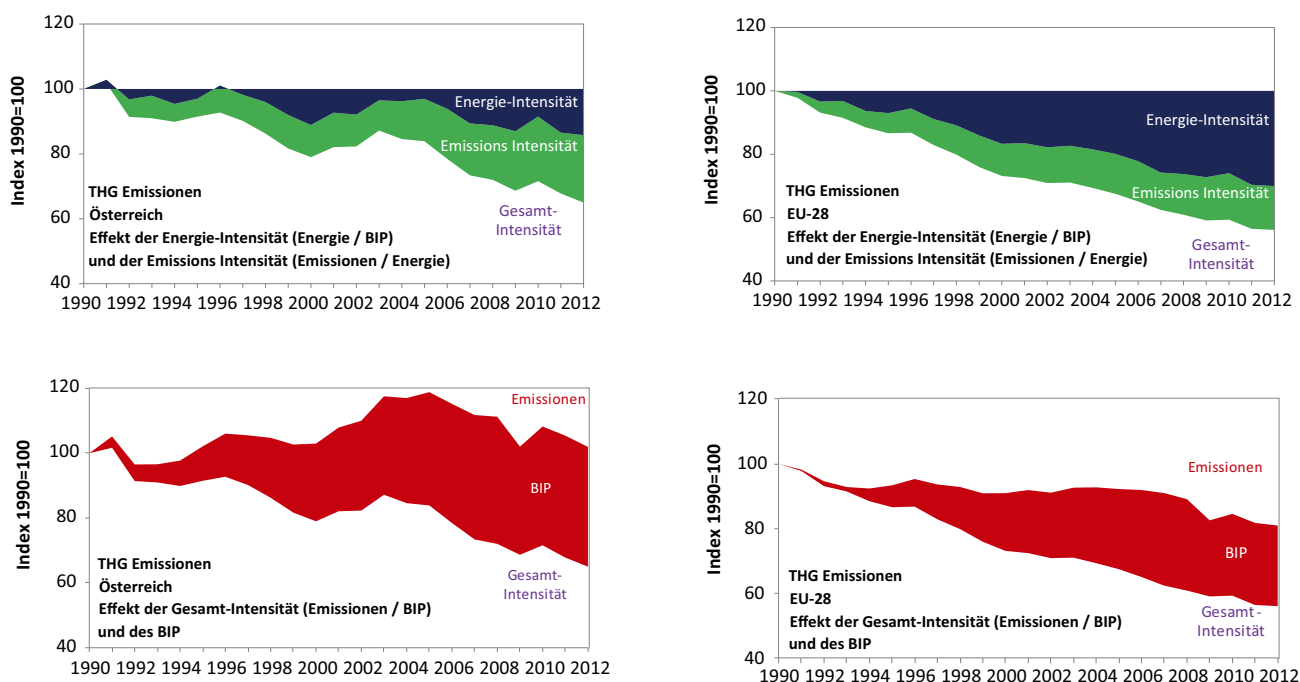 Index 1990=100
120
100
80
60
40
Energie-Intensität
Emissions Intensität
Gesamt-
Intensität
THG Emissionen
Österreich
Effekt der Energie-Intensität (Energie / BIP)
und der Emissions Intensität (Emissionen / Energie)
1990 1992 1994 1996 1998 2000 2002 2004 2006 2008 2010 2012
Index 1990=100
120
100
80
60
40
Energie-Intensität
Emissions Intensität
Gesamt-
Intensität
THG Emissionen
EU-28
Effekt der Energie-Intensität (Energie / BIP)
und der Emissions Intensität (Emissionen / Energie)
1990 1992 1994 1996 1998 2000 2002 2004 2006 2008 2010 2012
Index 1990=100
120
100
80
60
40
Emissionen
BIP
Gesamt-
Intensität
THG Emissionen
Österreich
Effekt der Gesamt-Intensität (Emissionen / BIP)
und des BIP
1990 1992 1994 1996 1998 2000 2002 2004 2006 2008 2010 2012
Index 1990=100
120
100
80
60
40
Emissionen
BIP
Gesamt-
Intensität
THG Emissionen
EU-28
Effekt der Gesamt-Intensität (Emissionen / BIP)
und des BIP
1990 1992 1994 1996 1998 2000 2002 2004 2006 2008 2010 2012